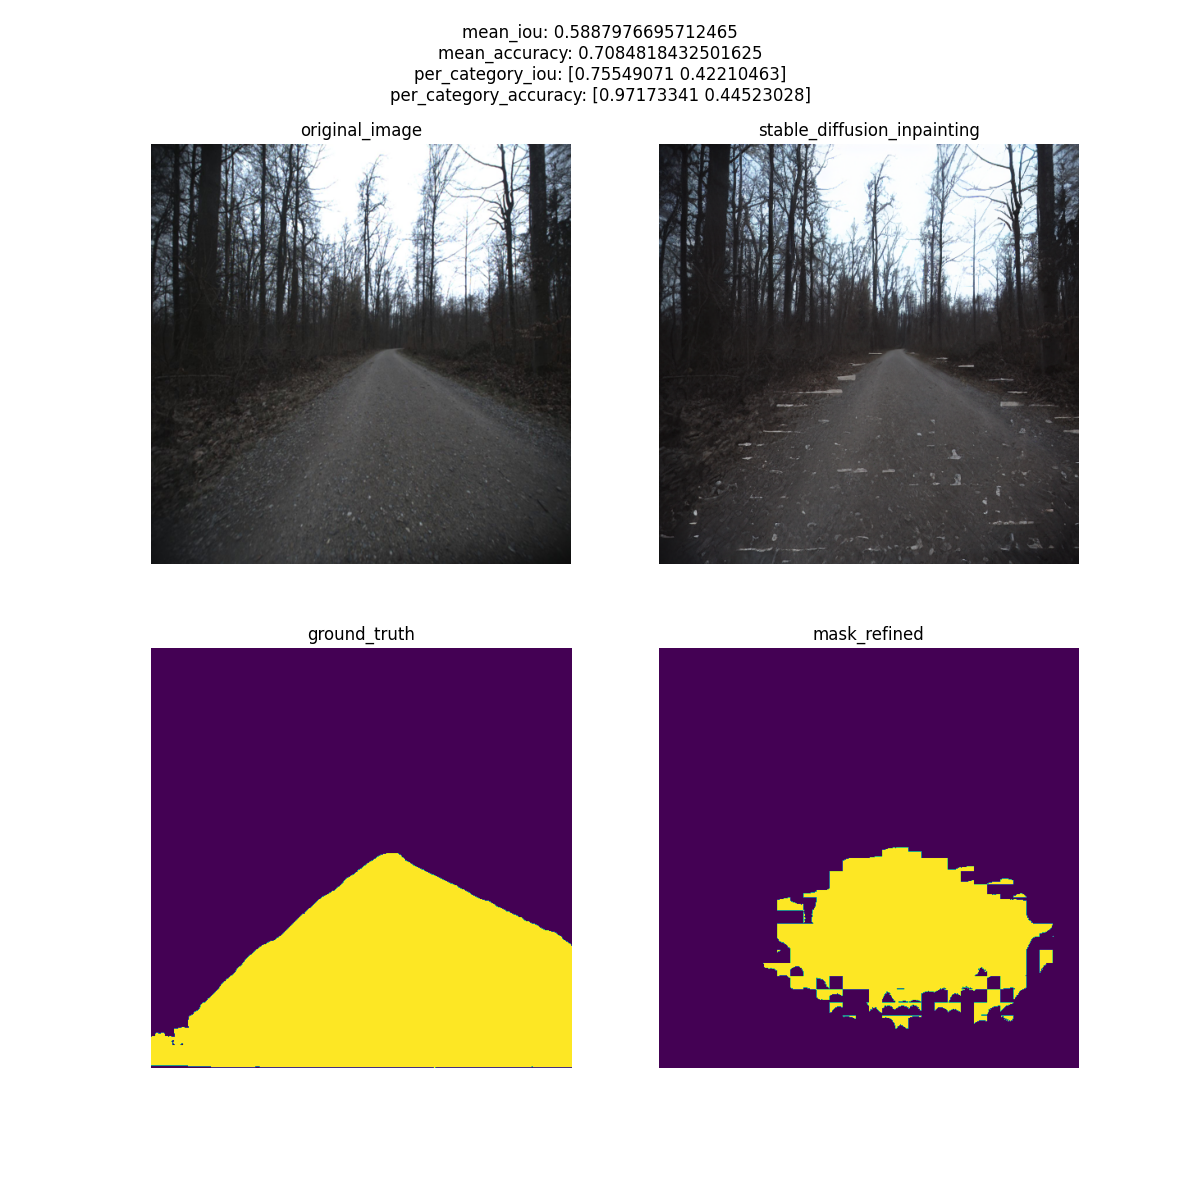 mean_iou: 0.5887976695712465
mean_accuracy: 0.7084818432501625
per_category_iou: [0.75549071 0.42210463]
per_category_accuracy: [0.97173341 0.44523028]
original_image
stable_diffusion_inpainting
ground_truth
mask_refined